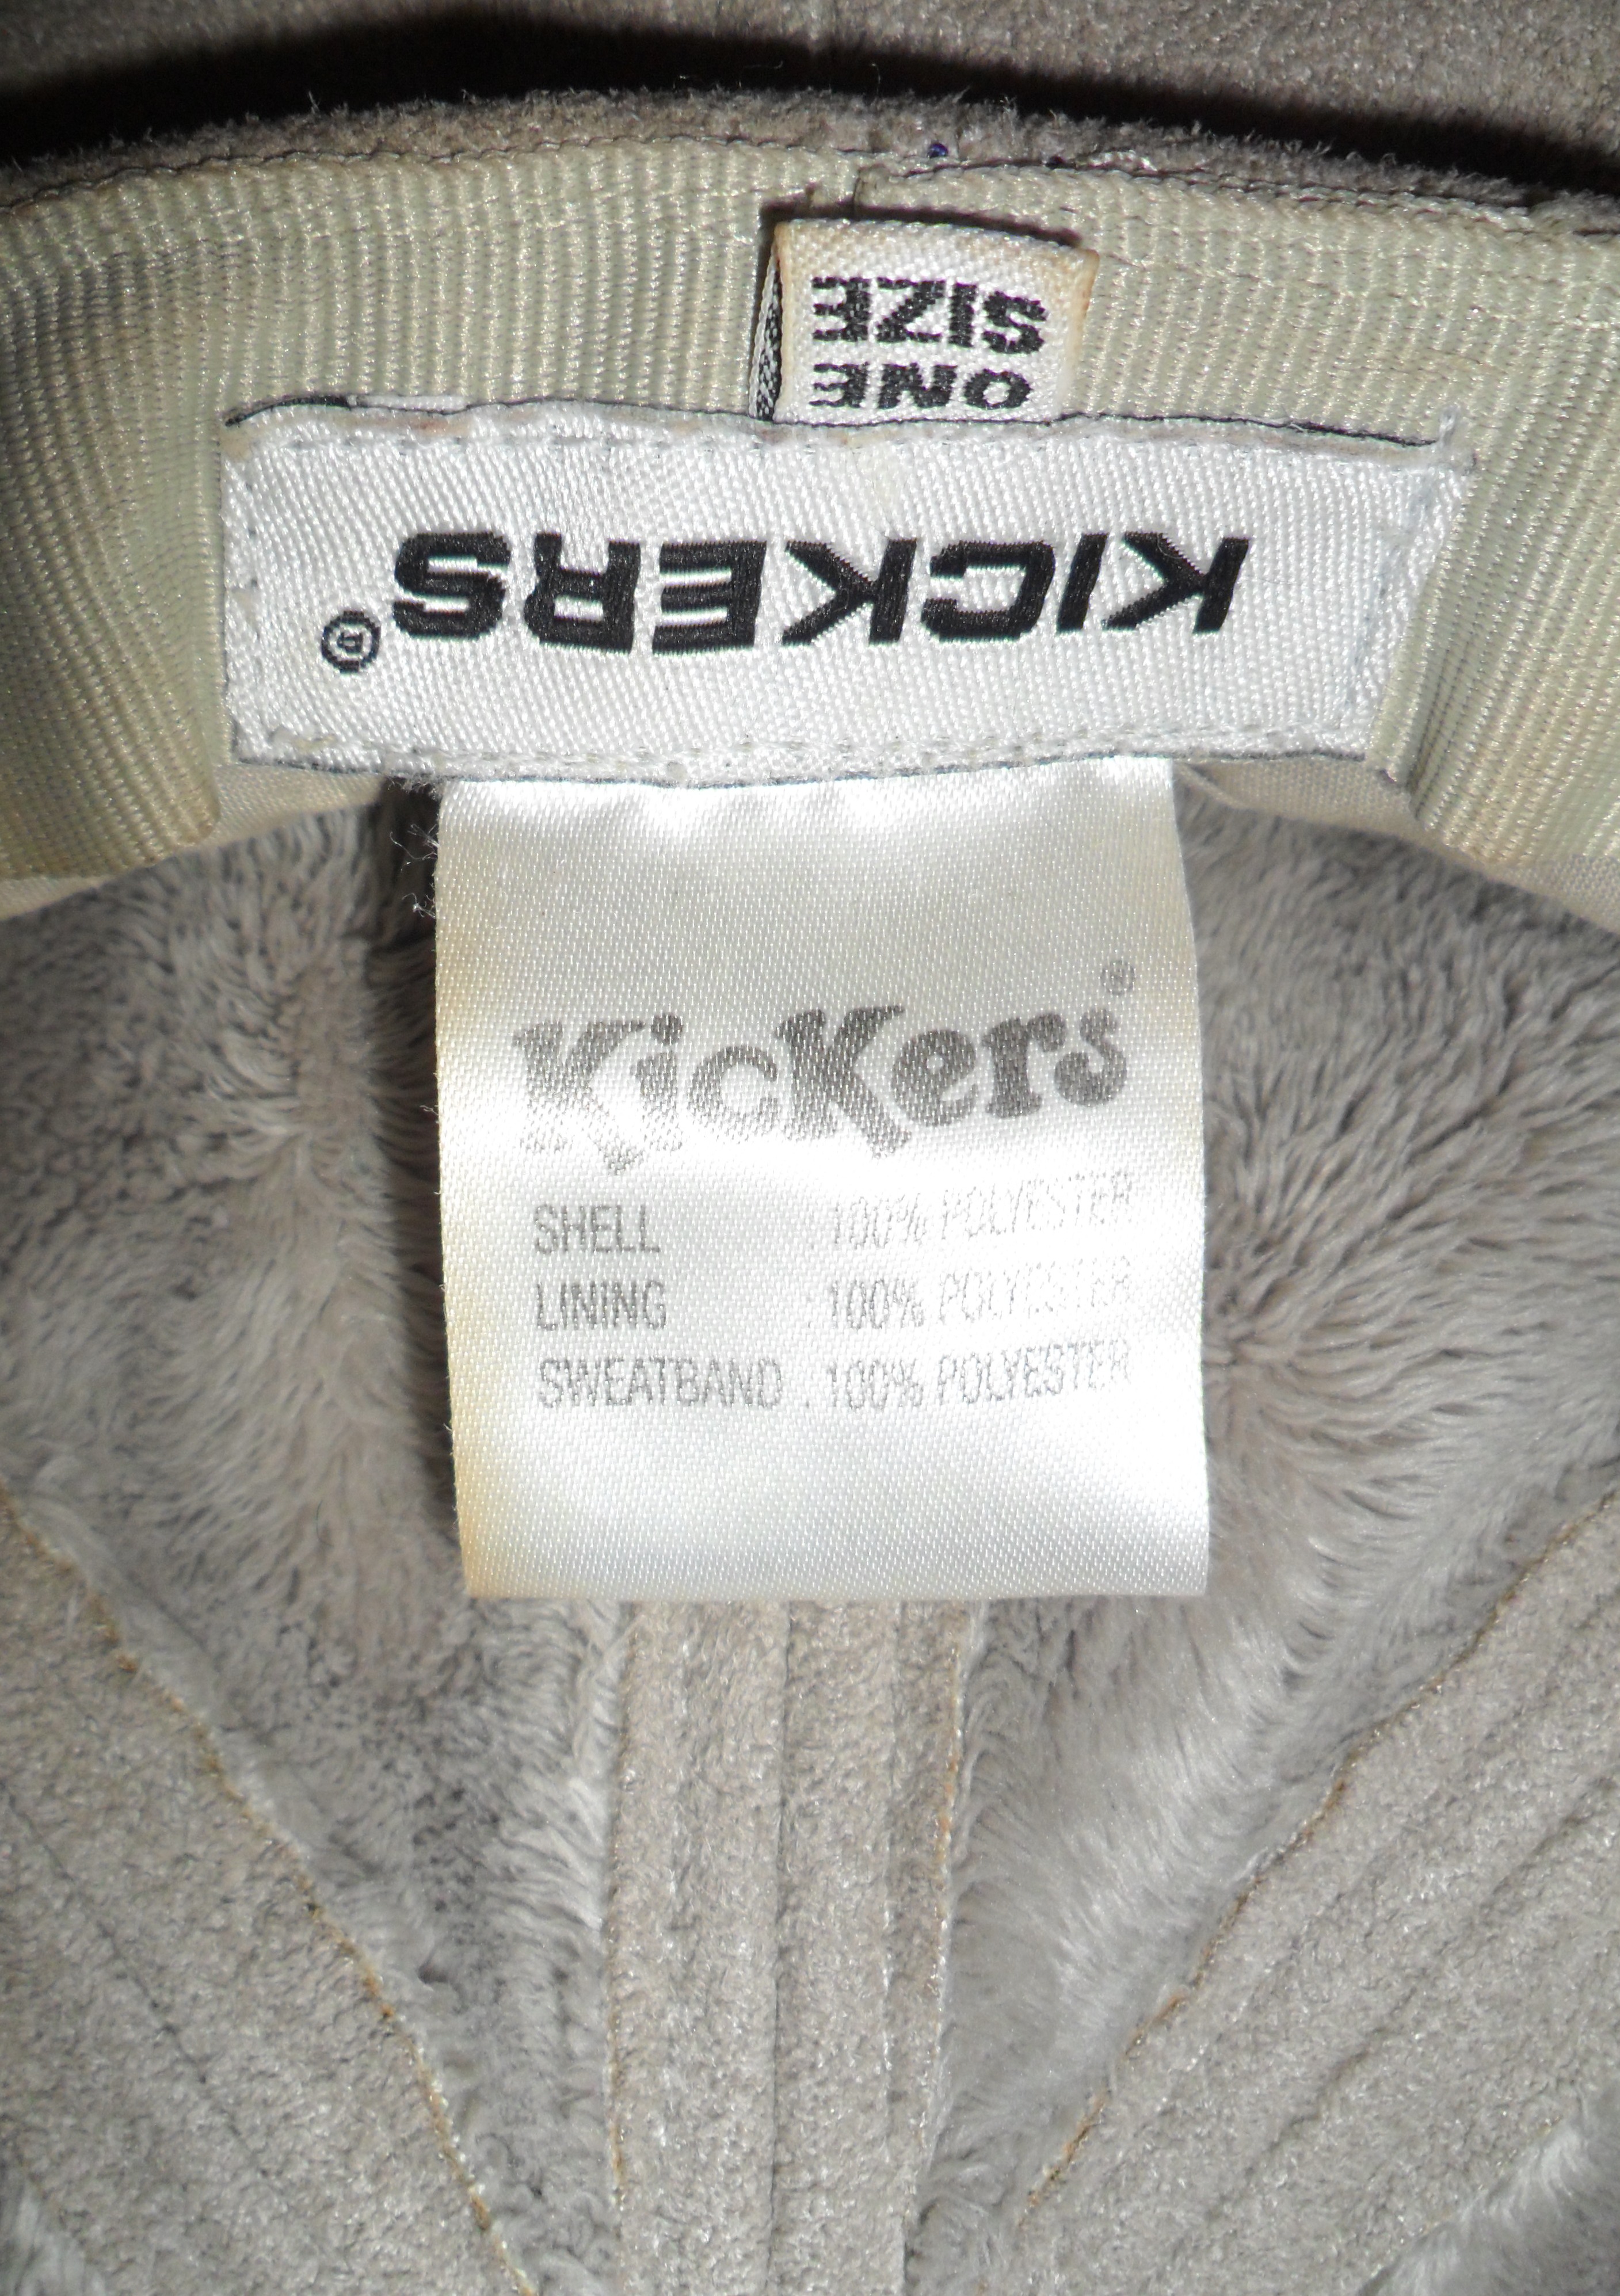 ONE
SIZE
KICKERS®
Kickers®
SHELL : 100% POLYESTER
LINING : 100% POLYESTER
SWEATBAND : 100% POLYESTER